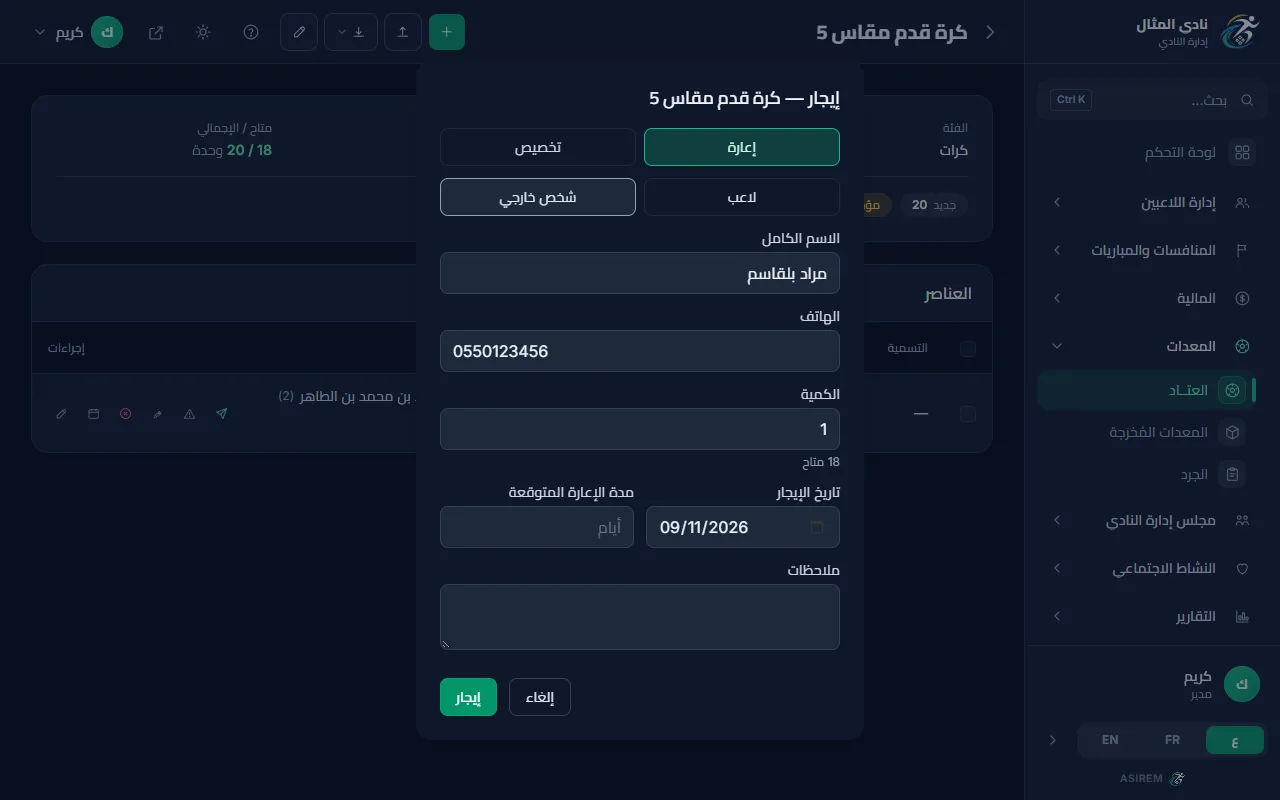 نادي المثال
إدارة النادي
بحث...
Ctrl K
لوحة التحكم
إدارة اللاعبين
المنافسات والمباريات
المالية
المعدات
العتــاد
المعدات المُخرَجة
الجرد
مجلس إدارة النادي
النشاط الاجتماعي
التقارير
كريم
مدير
ك
ع
FR
EN
ASIREM
كرة قدم مقاس 5
ك
كريم
الفئة
كرات
متاح / الإجمالي
18 / 20 وحدة
جديد 20
العناصر
التسمية
إجراءات
—
بن محمد بن الطاهر (2)
إيجار — كرة قدم مقاس 5
إعارة
تخصيص
لاعب
شخص خارجي
الاسم الكامل
مراد بلقاسم
الهاتف
0550123456
الكمية
1
18 متاح
تاريخ الإيجار
09/11/2026
مدة الإعارة المتوقعة
أيام
ملاحظات
إلغاء
إيجار